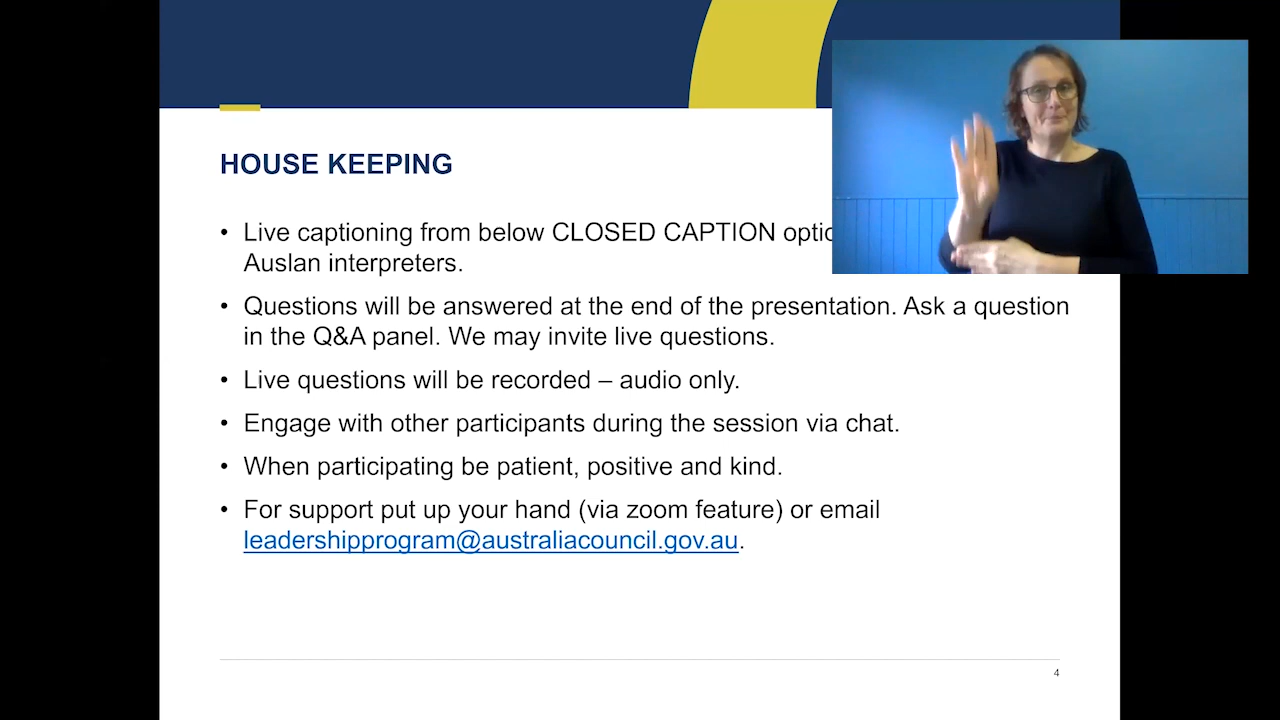 HOUSE KEEPING
• Live captioning from below CLOSED CAPTION
Auslan interpreters.
• Questions will be answered at the end of the presentation. Ask a question
in the Q&A panel. We may invite live questions.
• Live questions will be recorded – audio only.
• Engage with other participants during the session via chat.
• When participating be patient, positive and kind.
• For support put up your hand (via zoom feature) or email
leadershipprogram@australiacouncil.gov.au.
4